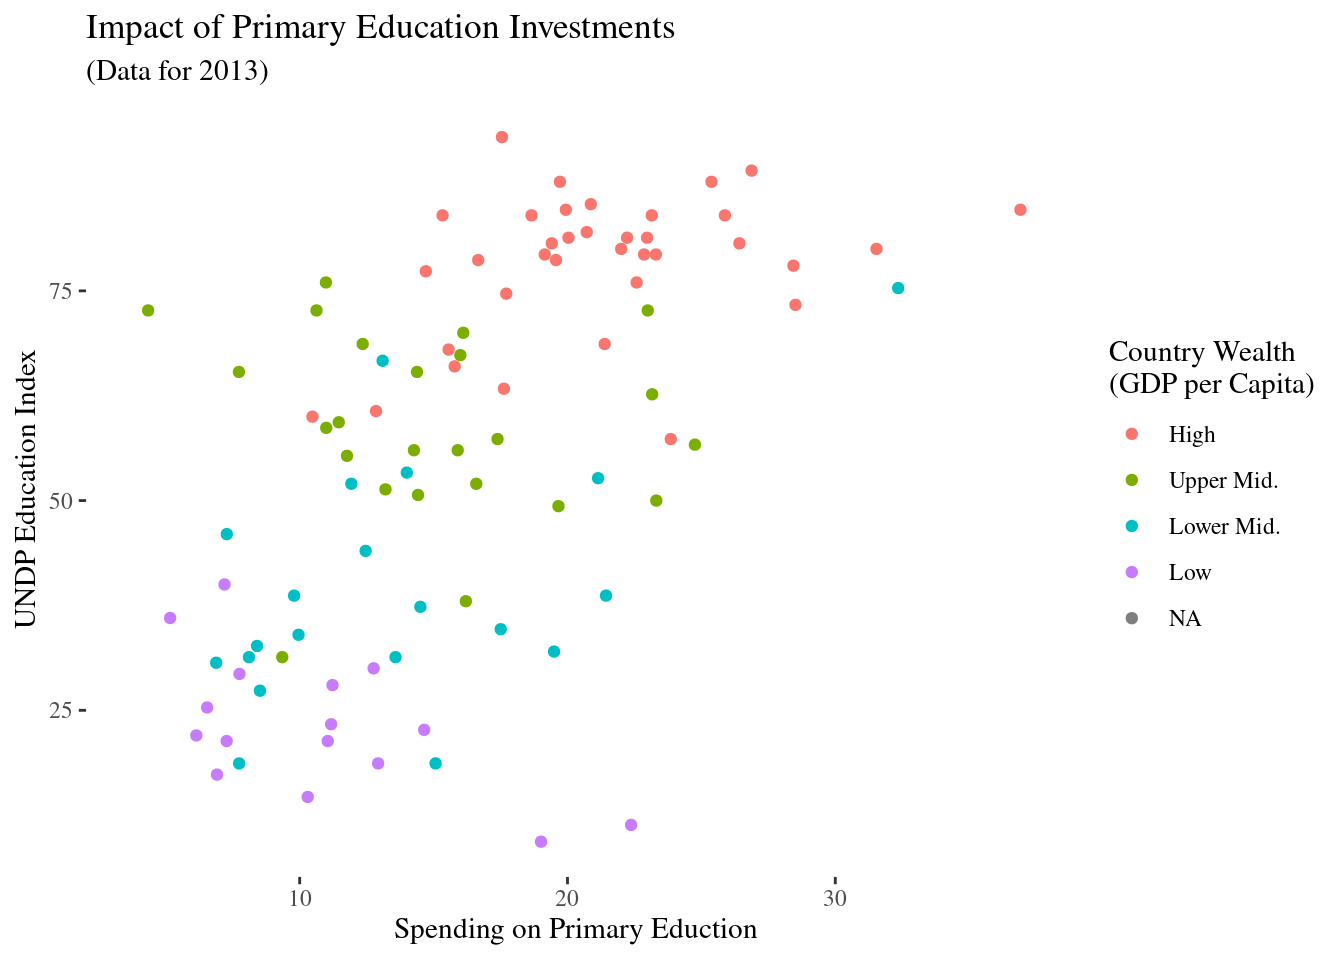 Impact of Primary Education Investments
(Data for 2013)
UNDP Education Index
75
50
25
10 20 30
Spending on Primary Eduction
Country Wealth
(GDP per Capita)
High
Upper Mid.
Lower Mid.
Low
NA